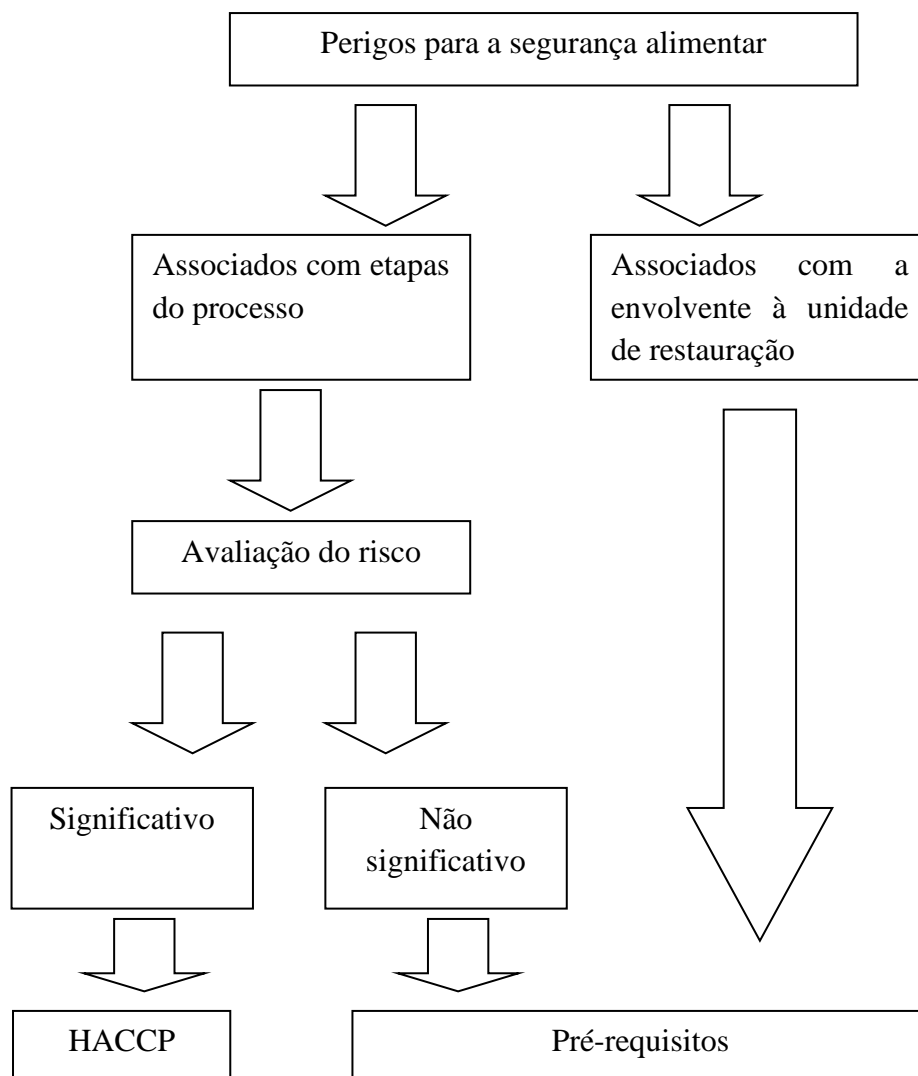 Perigos para a segurança alimentar
Associados com etapas
do processo
Associados com a
envolvente à unidade
de restauração
Avaliação do risco
Significativo
Não
significativo
HACCP
Pré-requisitos